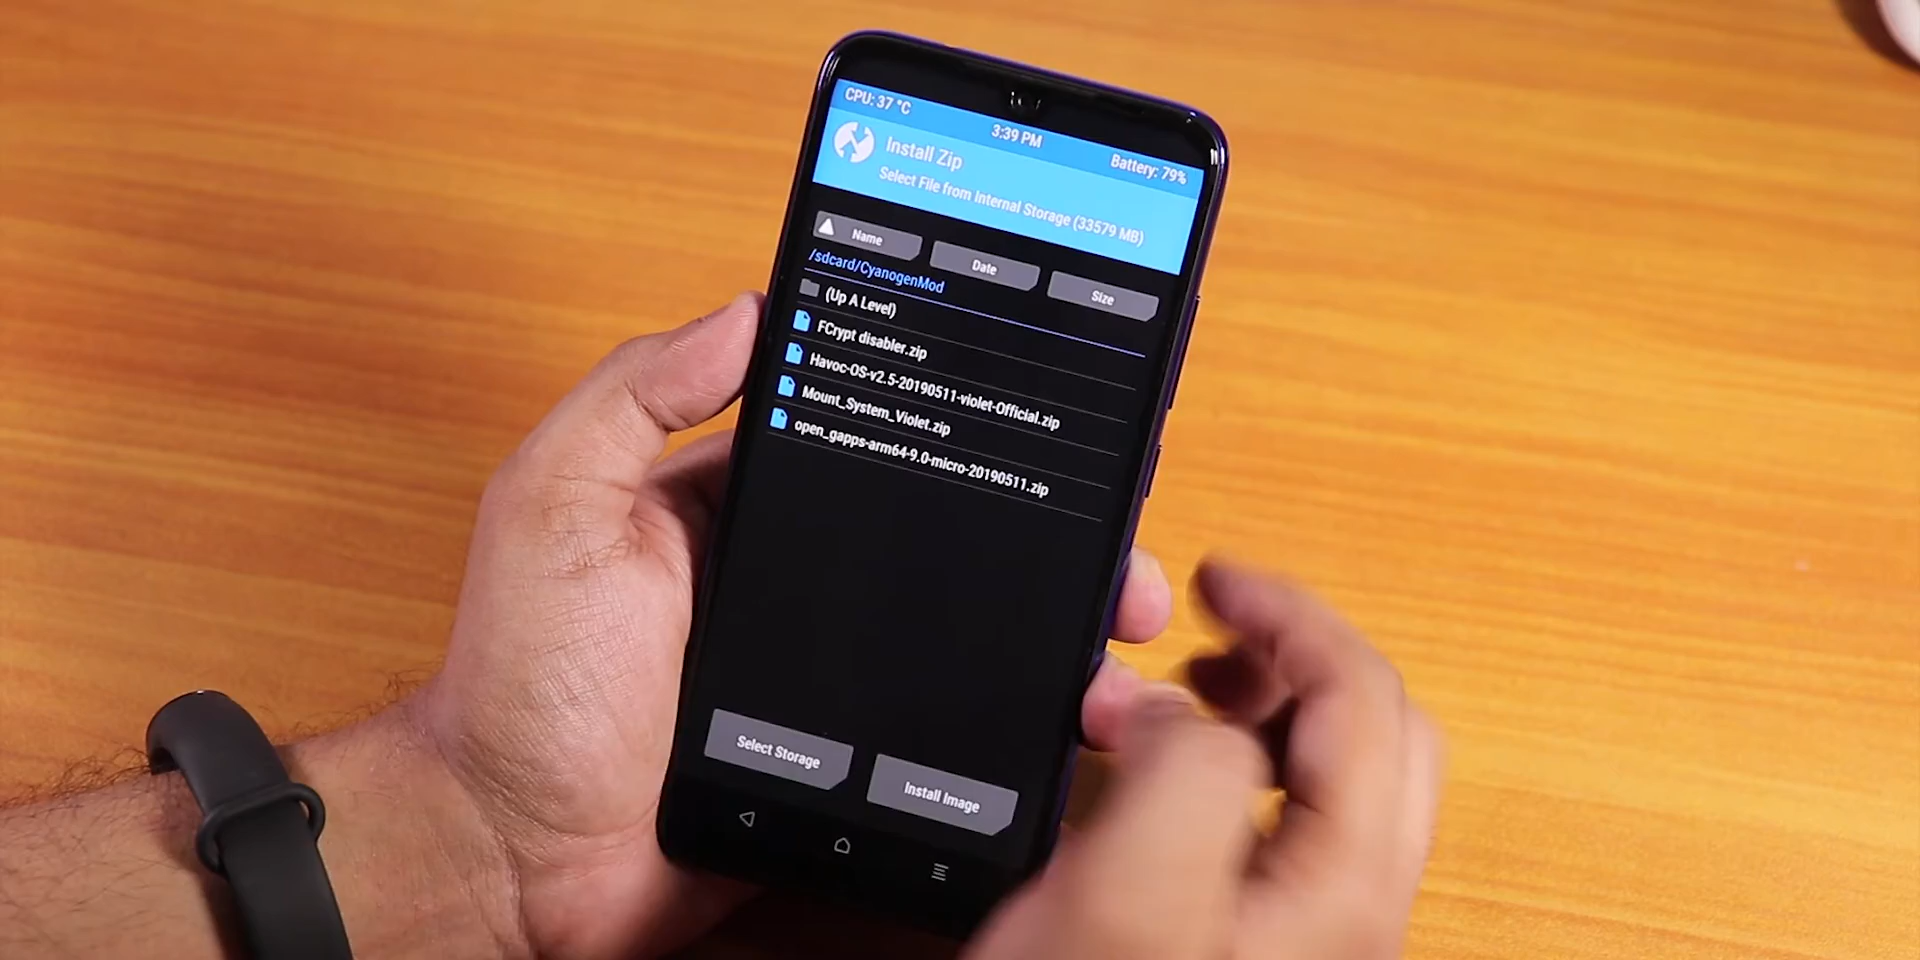 CPU: 37 °C
3:39 PM
Battery: 79%
Install Zip
Select File from Internal Storage (33579 MB)
Name
Date
Size
/sdcard/CyanogenMod
(Up A Level)
FCrypt disabler.zip
Havoc-OS-v2.5-20190511-violet-Official.zip
Mount_System_Violet.zip
open_gapps-arm64-9.0-micro-20190511.zip
Select Storage
Install Image